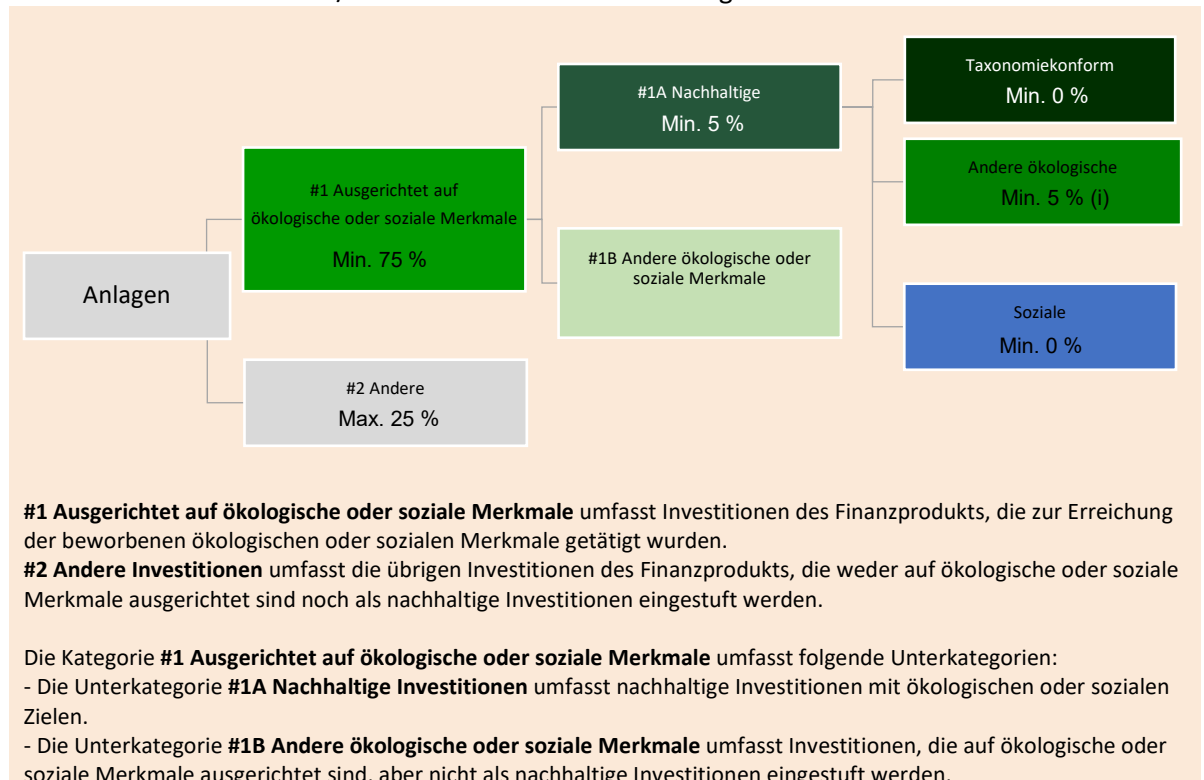 #1A Nachhaltige
Min. 5 %
Taxonomiekonform
Min. 0 %
#1 Ausgerichtet auf
ökologische oder soziale Merkmale
Min. 75 %
Andere ökologische
Min. 5 % (i)
Anlagen
#1B Andere ökologische oder
soziale Merkmale
Soziale
Min. 0 %
#2 Andere
Max. 25 %
#1 Ausgerichtet auf ökologische oder soziale Merkmale umfasst Investitionen des Finanzprodukts, die zur Erreichung
der beworbenen ökologischen oder sozialen Merkmale getätigt wurden.
#2 Andere Investitionen umfasst die übrigen Investitionen des Finanzprodukts, die weder auf ökologische oder soziale
Merkmale ausgerichtet sind noch als nachhaltige Investitionen eingestuft werden.
Die Kategorie #1 Ausgerichtet auf ökologische oder soziale Merkmale umfasst folgende Unterkategorien:
- Die Unterkategorie #1A Nachhaltige Investitionen umfasst nachhaltige Investitionen mit ökologischen oder sozialen
Zielen.
- Die Unterkategorie #1B Andere ökologische oder soziale Merkmale umfasst Investitionen, die auf ökologische oder
soziale Merkmale ausgerichtet sind, aber nicht als nachhaltige Investitionen eingestuft werden.